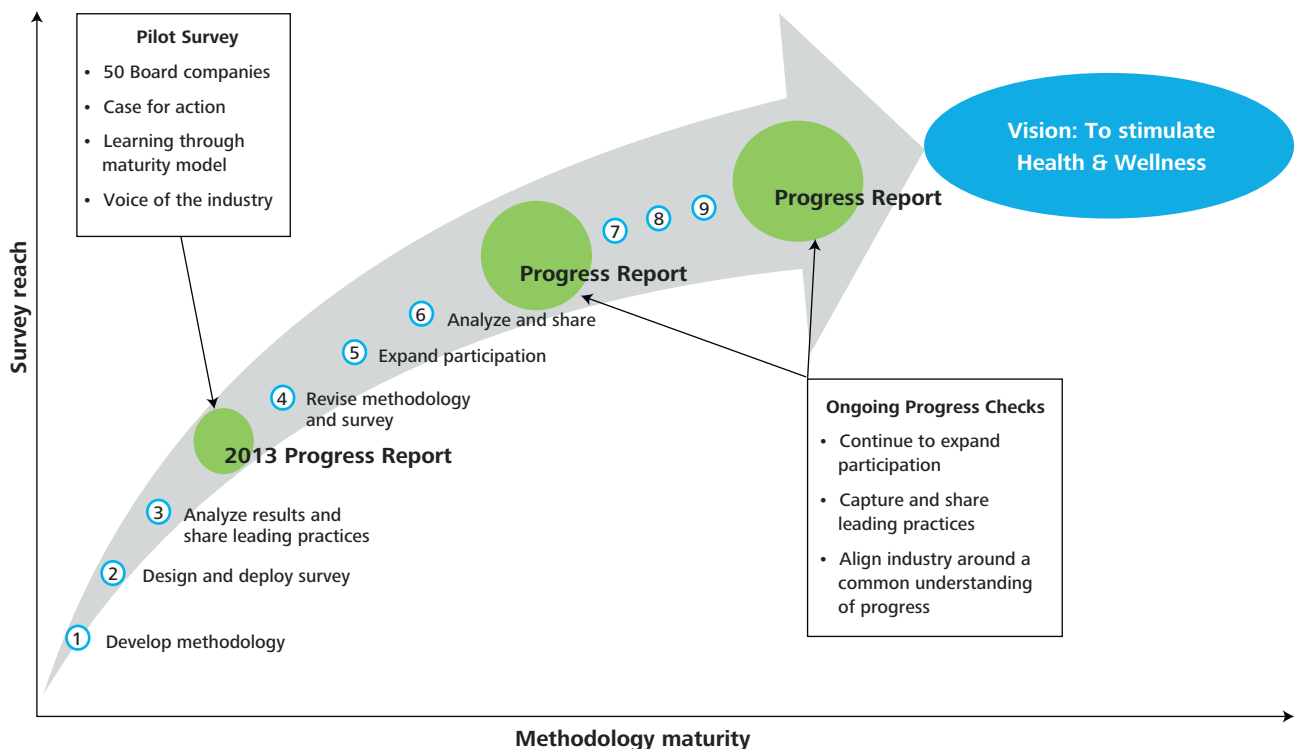 Pilot Survey
• 50 Board companies
• Case for action
• Learning through
maturity model
• Voice of the industry
Vision: To stimulate
Health & Wellness
Progress Report
7
8
9
Progress Report
6
Analyze and share
5
Expand participation
4
Revise methodology
and survey
2013 Progress Report
3
Analyze results and
share leading practices
2
Design and deploy survey
1
Develop methodology
Ongoing Progress Checks
• Continue to expand
participation
• Capture and share
leading practices
• Align industry around a
common understanding
of progress
Survey reach
Methodology maturity